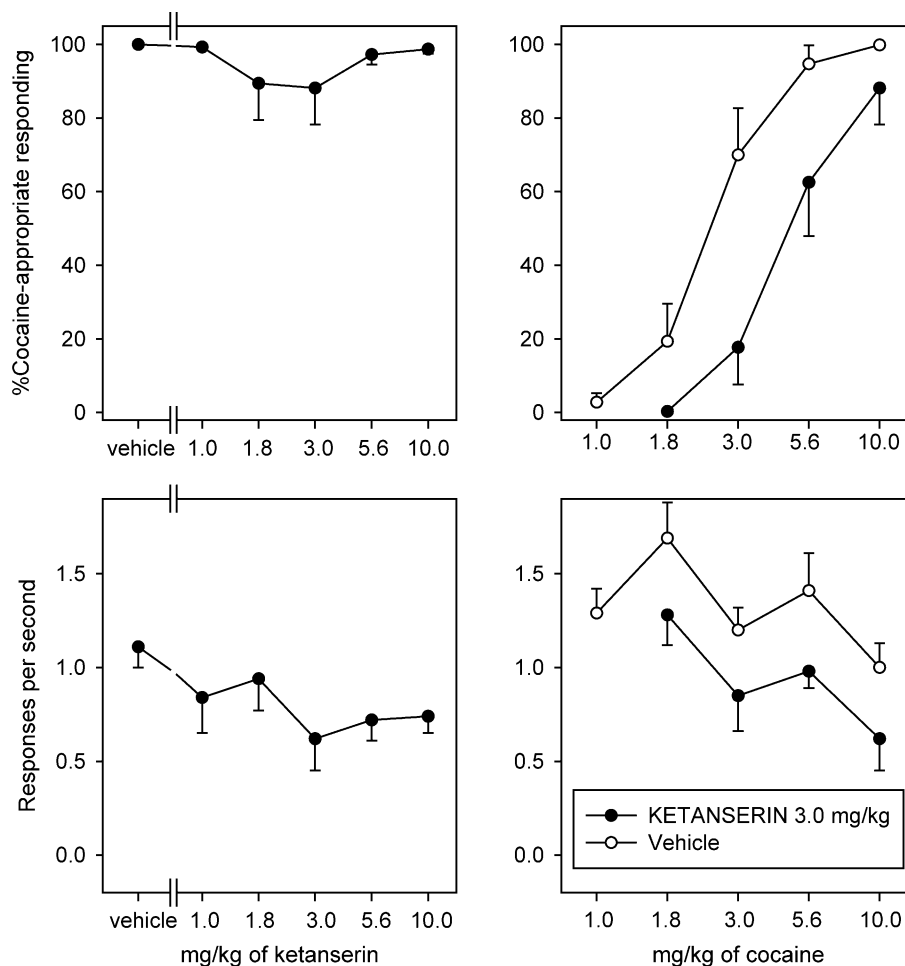 %Cocaine-appropriate responding
100
80
60
40
20
0
vehicle 1.0 1.8 3.0 5.6 10.0
100
80
60
40
20
0
1.0 1.8 3.0 5.6 10.0
Responses per second
1.5
1.0
0.5
0.0
vehicle 1.0 1.8 3.0 5.6 10.0
mg/kg of ketanserin
1.5
1.0
0.5
0.0
KETANSERIN 3.0 mg/kg
Vehicle
1.0 1.8 3.0 5.6 10.0
mg/kg of cocaine